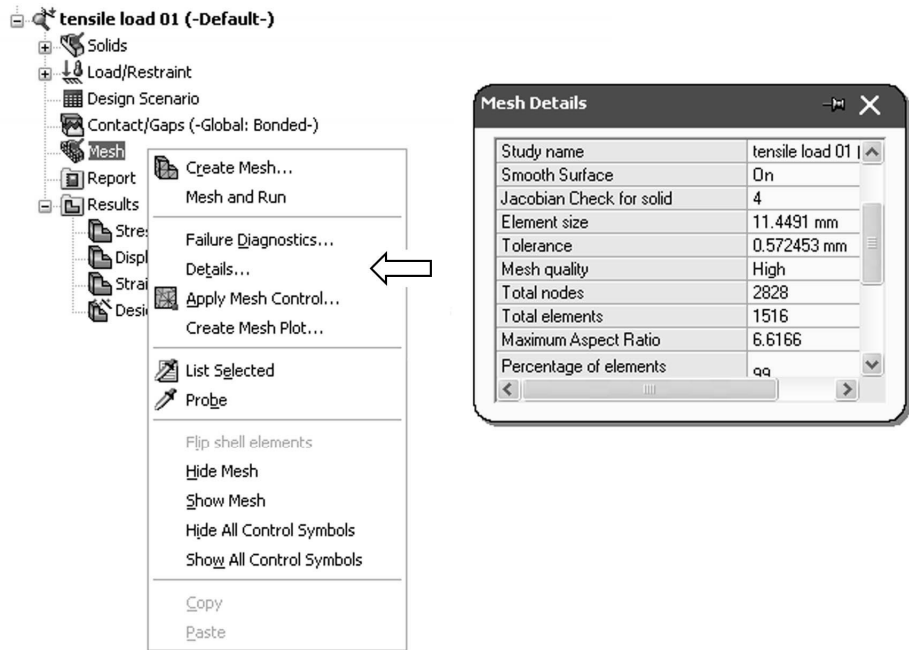 tensile load 01 (-Default-)
Solids
Load/Restraint
Design Scenario
Contact/Gaps (-Global: Bonded-)
Mesh
Report
Results
Stre
Displ
Strai
Desi
Create Mesh...
Mesh and Run
Failure Diagnostics...
Details...
Apply Mesh Control...
Create Mesh Plot...
List Selected
Probe
Flip shell elements
Hide Mesh
Show Mesh
Hide All Control Symbols
Show All Control Symbols
Copy
Paste
Mesh Details
Study name tensile load 01
Smooth Surface On
Jacobian Check for solid 4
Element size 11.4491 mm
Tolerance 0.572453 mm
Mesh quality High
Total nodes 2828
Total elements 1516
Maximum Aspect Ratio 6.6166
Percentage of elements 99